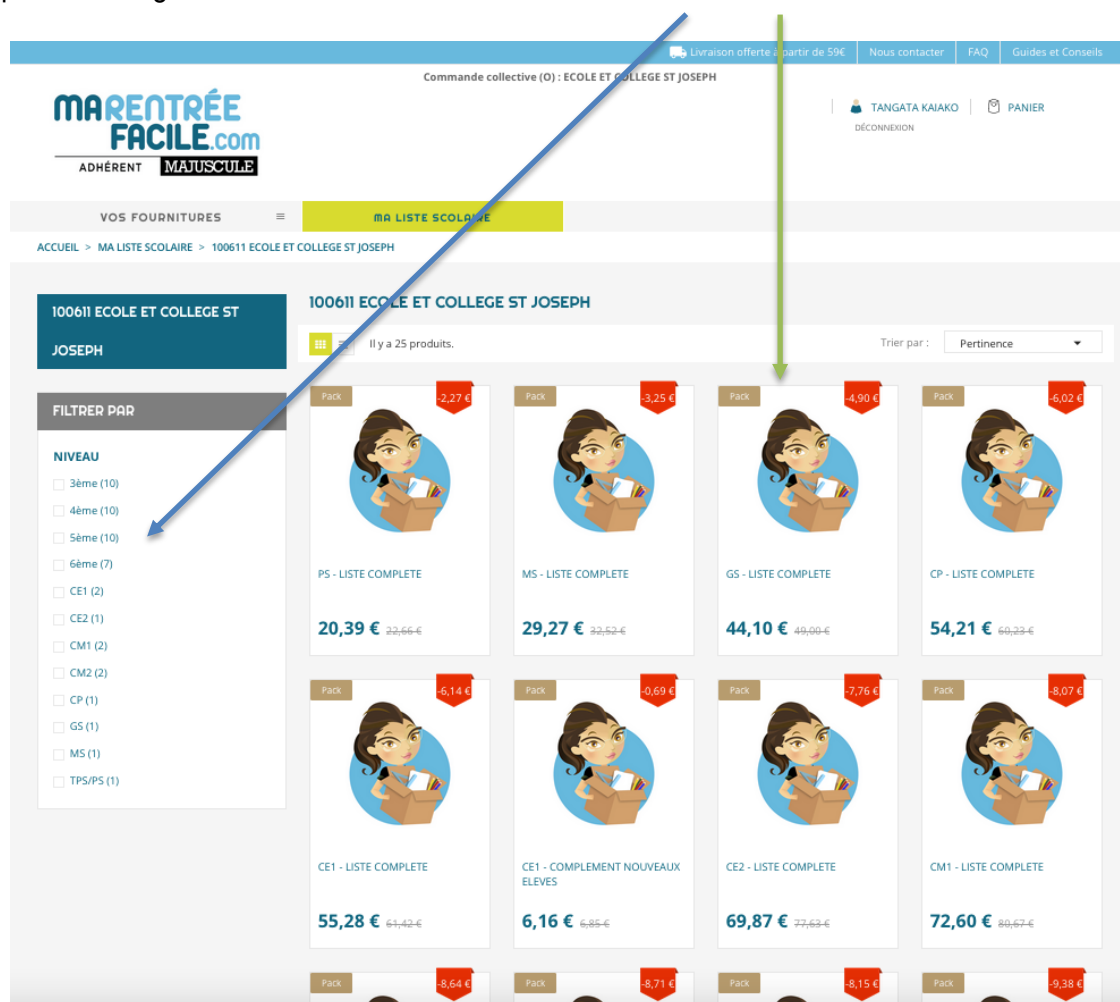 Livraison offerte à partir de 59€ Nous contacter FAQ Guides et Conseils
Commande collective (O) : ECOLE ET COLLEGE ST JOSEPH
MARENTRÉE
FACILE.com
ADHÉRENT MAJUSCULE
TANGATA KAIAKO PANIER
DÉCONNEXION
VOS FOURNITURES MA LISTE SCOLAIRE
ACCUEIL > MA LISTE SCOLAIRE > 100611 ECOLE ET COLLEGE ST JOSEPH
100611 ECOLE ET COLLEGE ST
JOSEPH
FILTRER PAR
NIVEAU
3ème (10)
4ème (10)
5ème (10)
6ème (7)
CE1 (2)
CE2 (1)
CM1 (2)
CM2 (2)
CP (1)
GS (1)
MS (1)
TPS/PS (1)
100611 ECOLE ET COLLEGE ST JOSEPH
Il y a 25 produits. Trier par : Pertinence
Pack -2,27 € Pack -3,25 € Pack -4,90 € Pack -6,02 €
PS - LISTE COMPLETE MS - LISTE COMPLETE GS - LISTE COMPLETE CP - LISTE COMPLETE
20,39 € 22,66 € 29,27 € 32,52 € 44,10 € 49,00 € 54,21 € 60,23 €
Pack -6,14 € Pack -0,69 € Pack -7,76 € Pack -8,07 €
CE1 - LISTE COMPLETE CE1 - COMPLEMENT NOUVEAUX CE2 - LISTE COMPLETE CM1 - LISTE COMPLETE
ELEVES
55,28 € 61,42 € 6,16 € 6,85 € 69,87 € 77,63 € 72,60 € 80,67 €
Pack -8,64 € Pack -8,71 € Pack -8,15 € Pack -9,38 €